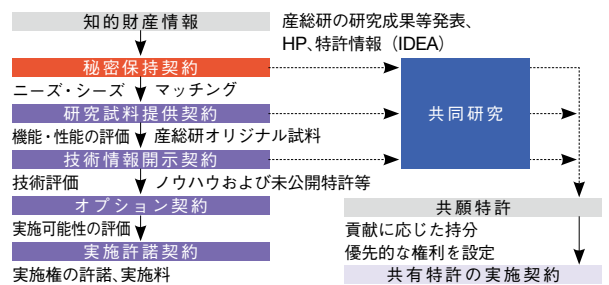 知的財産情報
産総研の研究成果等発表、
HP、特許情報（IDEA）
秘密保持契約
ニーズ・シーズ
マッチング
研究試料提供契約
機能・性能の評価
産総研オリジナル試料
技術情報開示契約
技術評価
ノウハウおよび未公開特許等
オプション契約
実施可能性の評価
実施許諾契約
実施権の許諾、実施料
共同研究
共願特許
貢献に応じた持分
優先的な権利を設定
共有特許の実施契約